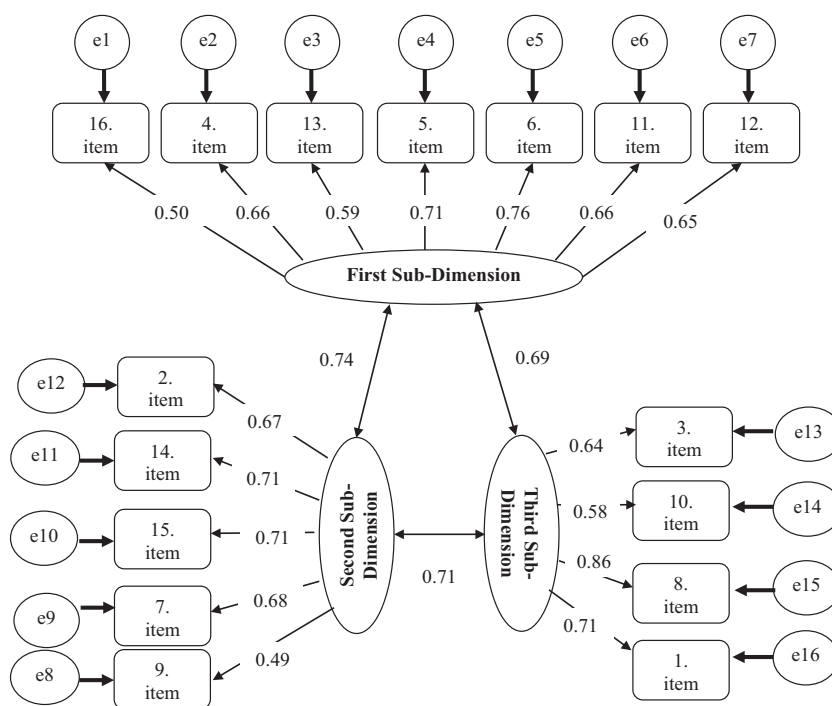 e1 e2 e3 e4 e5 e6 e7
16. item
4. item
13. item
5. item
6. item
11. item
12. item
0.50 0.66 0.59 0.71 0.76 0.66 0.65
First Sub-Dimension
0.74 0.69
e12
2. item
0.67
e11
14. item
0.71
e10
15. item
0.71
e9
7. item
0.68
e8
9. item
0.49
Second Sub-
Dimension
0.71
Third Sub-
Dimension
0.64
3. item
e13
0.58
10. item
e14
0.86
8. item
e15
0.71
1. item
e16